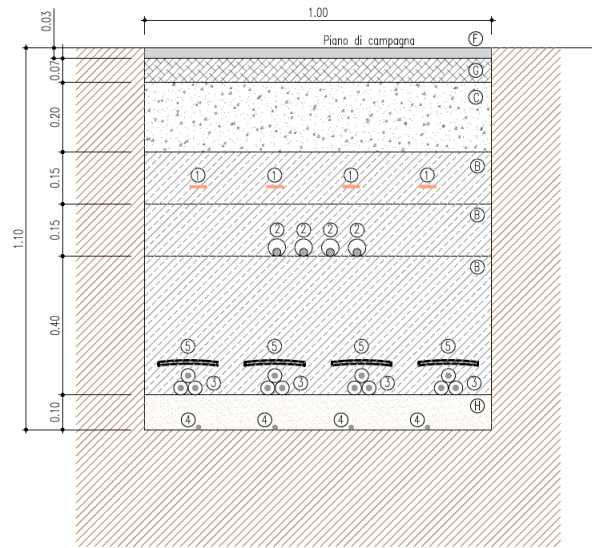 1.00
0.03
Piano di campagna
F
0.07
G
C
0.20
B
1 1 1 1
0.15
B
2 2 2 2
0.15
B
1.10
0.40
5 5 5 5
3 3 3 3
H
0.10
4 4 4 4